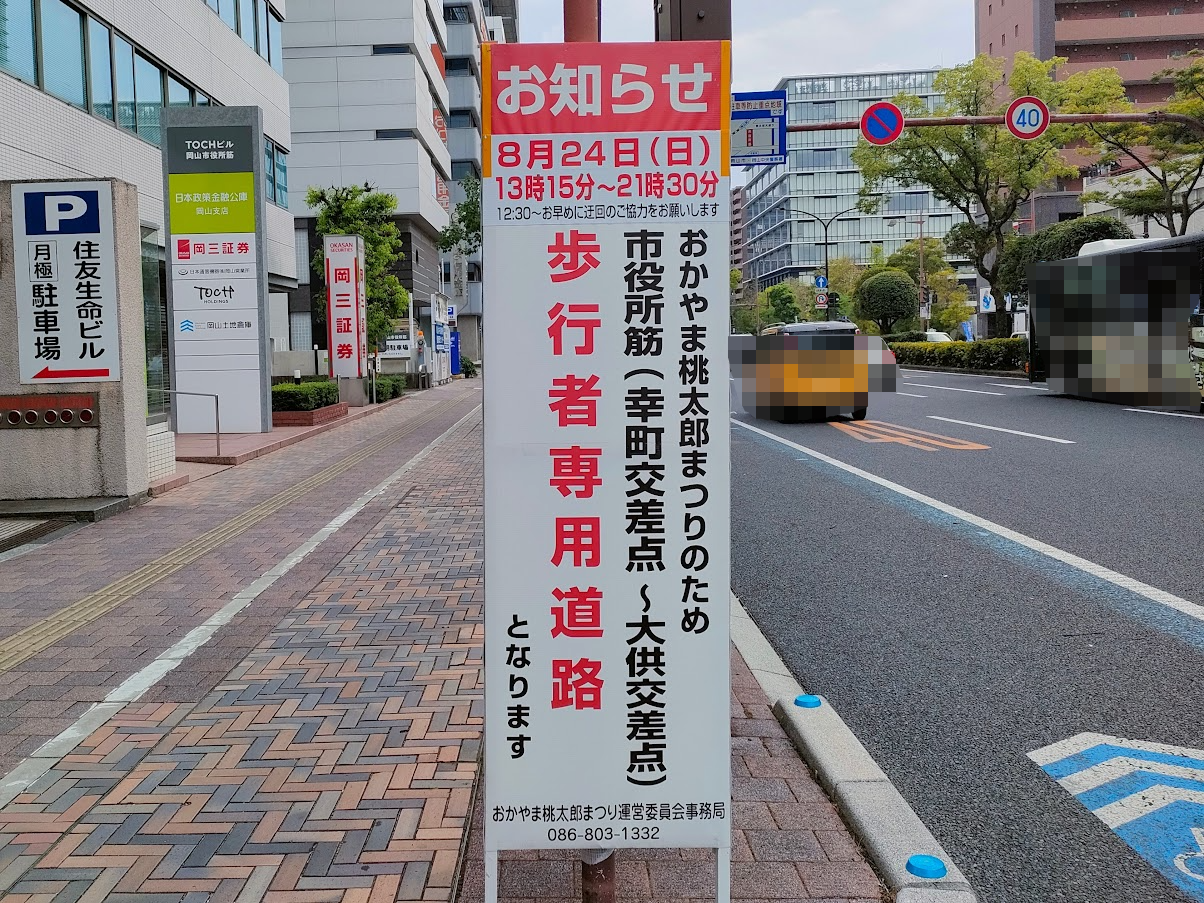 お知らせ
8月24日(日)
13時15分〜21時30分
12:30〜お早めに迂回のご協力をお願いします
おかやま桃太郎まつりのため
市役所筋(幸町交差点〜大供交差点)
歩行者専用道路
となります
おかやま桃太郎まつり運営委員会事務局
086-803-1332
P
住友生命ビル
月極駐車場
TOCHビル
岡山市役所筋
日本政策金融公庫
岡山支店
岡三証券
TOCH
HOLDINGS
岡山土地倉庫
OKASAN
SECURITIES
岡三証券
40